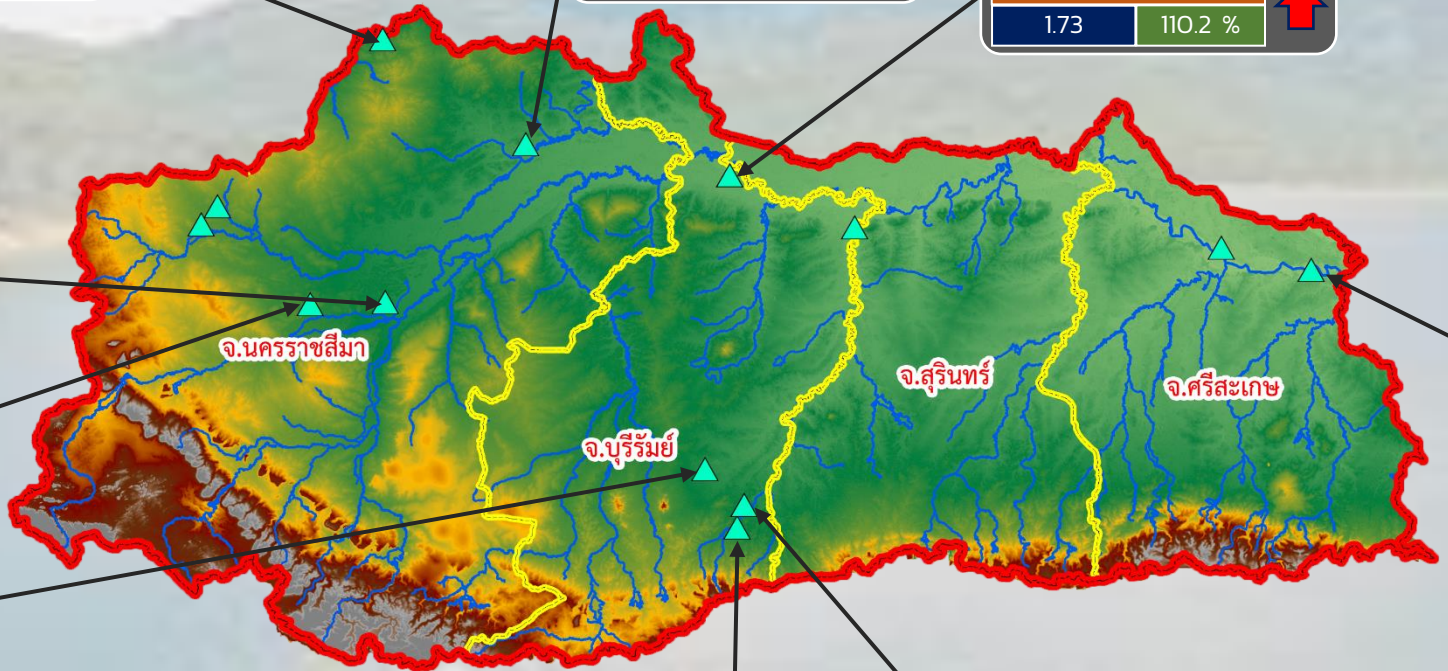 1.73 110.2 %
จ.นครราชสีมา
จ.สุรินทร์
จ.ศรีสะเกษ
จ.บุรีรัมย์